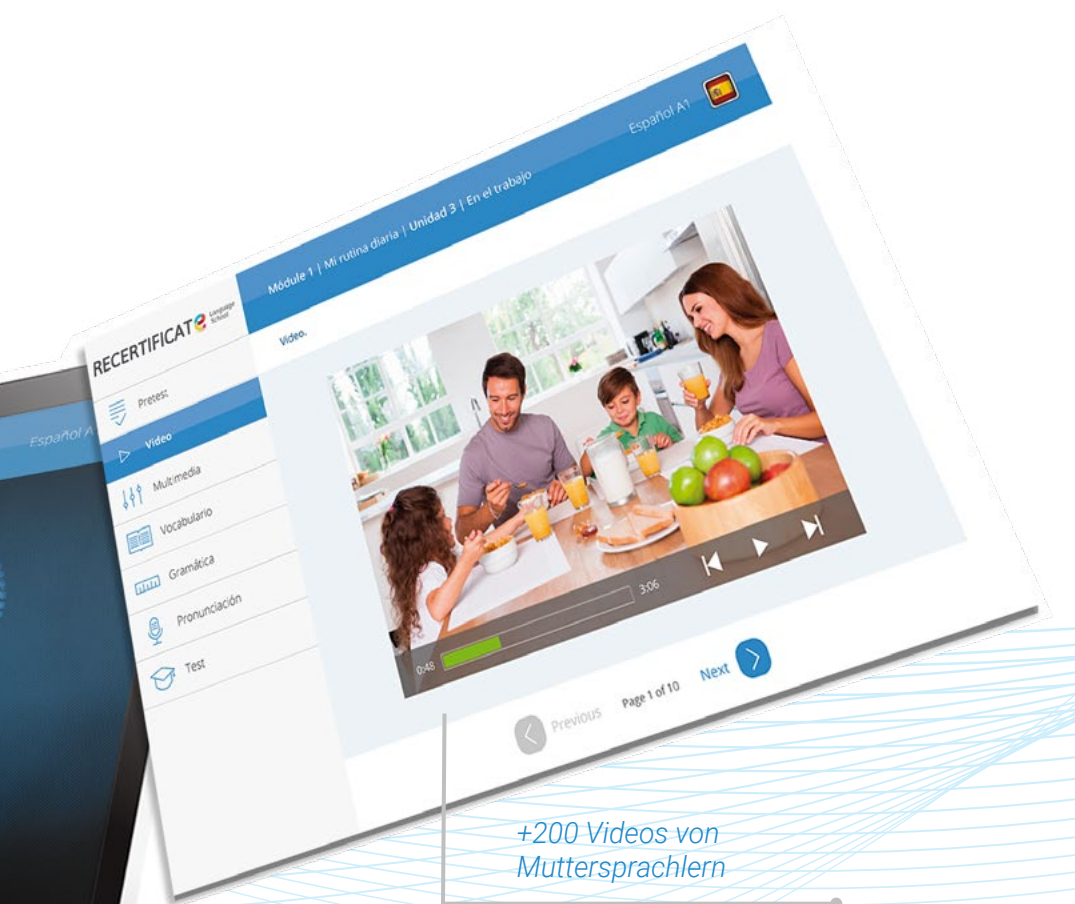 Español A1
Módule 1 | Mi rutina diaria | Unidad 3 | En el trabajo
RECERTIFICATe Language School
Video.
Pretest
Video
Multimedia
Vocabulario
Gramática
Pronunciación
Test
0:48
3:06
Previous
Page 1 of 10
Next
Español A
+200 Videos von
Muttersprachlern